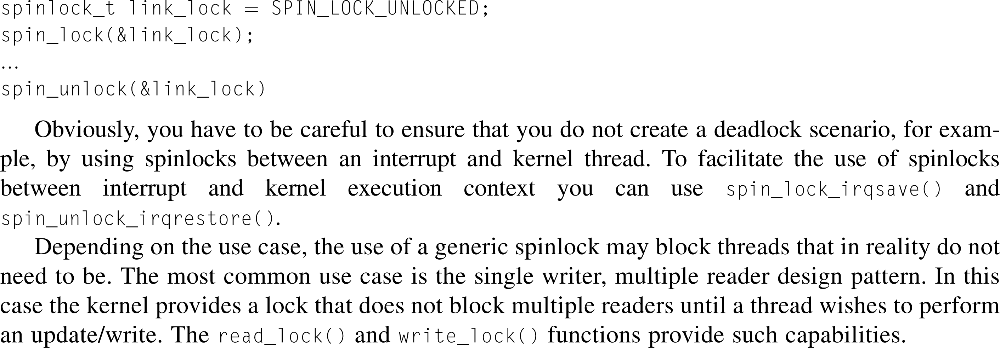 spinlock_t link_lock = SPIN_LOCK_UNLOCKED;
spin_lock(&link_lock);
...
spin_unlock(&link_lock)
Obviously, you have to be careful to ensure that you do not create a deadlock scenario, for exam-
ple, by using spinlocks between an interrupt and kernel thread. To facilitate the use of spinlocks
between interrupt and kernel execution context you can use spin_lock_irqsave() and
spin_unlock_irqrestore().
Depending on the use case, the use of a generic spinlock may block threads that in reality do not
need to be. The most common use case is the single writer, multiple reader design pattern. In this
case the kernel provides a lock that does not block multiple readers until a thread wishes to perform
an update/write. The read_lock() and write_lock() functions provide such capabilities.